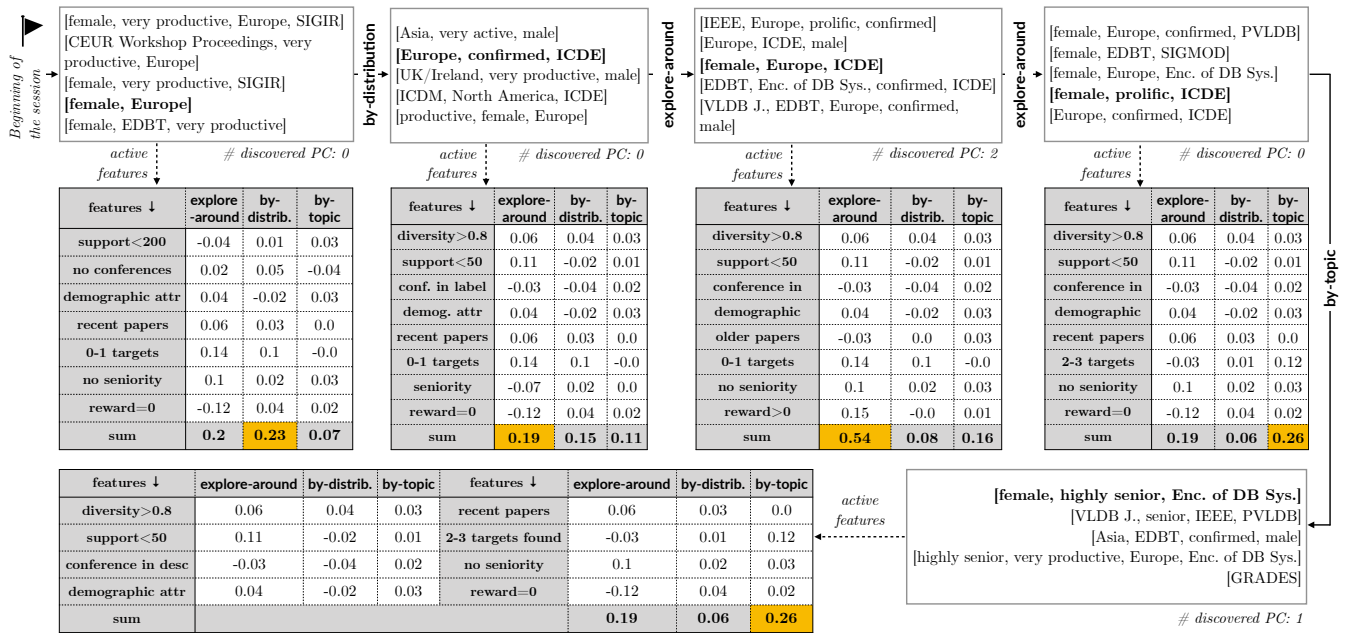 Beginning of
the session
[female, very productive, Europe, SIGIR]
[CEUR Workshop Proceedings, very
productive, Europe]
[female, very productive, SIGIR]
[female, Europe]
[female, EDBT, very productive]
by-distribution
[Asia, very active, male]
[Europe, confirmed, ICDE]
[UK/Ireland, very productive, male]
[ICDM, North America, ICDE]
[productive, female, Europe]
explore-around
[IEEE, Europe, prolific, confirmed]
[Europe, ICDE, male]
[female, Europe, ICDE]
[EDBT, Enc. of DB Sys., confirmed, ICDE]
[VLDB J., EDBT, Europe, confirmed,
male]
explore-around
[female, Europe, confirmed, PVLDB]
[female, EDBT, SIGMOD]
[female, Europe, Enc. of DB Sys.]
[female, prolific, ICDE]
[Europe, confirmed, ICDE]
by-topic
active
features
# discovered PC: 0
active
features
# discovered PC: 0
active
features
# discovered PC: 2
active
features
# discovered PC: 0
features ↓ explore-around by-distrib. by-topic
support<200 -0.04 0.01 0.03
no conferences 0.02 0.05 -0.04
demographic attr 0.04 -0.02 0.03
recent papers 0.06 0.03 0.0
0-1 targets 0.14 0.1 -0.0
no seniority 0.1 0.02 0.03
reward=0 -0.12 0.04 0.02
sum 0.2 0.23 0.07
features ↓ explore-around by-distrib. by-topic
diversity>0.8 0.06 0.04 0.03
support<50 0.11 -0.02 0.01
conf. in label -0.03 -0.04 0.02
demog. attr 0.04 -0.02 0.03
recent papers 0.06 0.03 0.0
0-1 targets 0.14 0.1 -0.0
seniority -0.07 0.02 0.0
reward=0 -0.12 0.04 0.02
sum 0.19 0.15 0.11
features ↓ explore-around by-distrib. by-topic
diversity>0.8 0.06 0.04 0.03
support<50 0.11 -0.02 0.01
conference in -0.03 -0.04 0.02
demographic 0.04 -0.02 0.03
older papers -0.03 0.0 0.03
0-1 targets 0.14 0.1 -0.0
no seniority 0.1 0.02 0.03
reward>0 0.15 -0.0 0.01
sum 0.54 0.08 0.16
features ↓ explore-around by-distrib. by-topic
diversity>0.8 0.06 0.04 0.03
support<50 0.11 -0.02 0.01
conference in -0.03 -0.04 0.02
demographic 0.04 -0.02 0.03
recent papers 0.06 0.03 0.0
2-3 targets -0.03 0.01 0.12
no seniority 0.1 0.02 0.03
reward=0 -0.12 0.04 0.02
sum 0.19 0.06 0.26
features ↓ explore-around by-distrib. by-topic features ↓ explore-around by-distrib. by-topic
diversity>0.8 0.06 0.04 0.03 recent papers 0.06 0.03 0.0
support<50 0.11 -0.02 0.01 2-3 targets found -0.03 0.01 0.12
conference in desc -0.03 -0.04 0.02 no seniority 0.1 0.02 0.03
demographic attr 0.04 -0.02 0.03 reward=0 -0.12 0.04 0.02
sum 0.19 0.06 0.26
active
features
[female, highly senior, Enc. of DB Sys.]
[VLDB J., senior, IEEE, PVLDB]
[Asia, EDBT, confirmed, male]
[highly senior, very productive, Europe, Enc. of DB Sys.]
[GRADES]
# discovered PC: 1